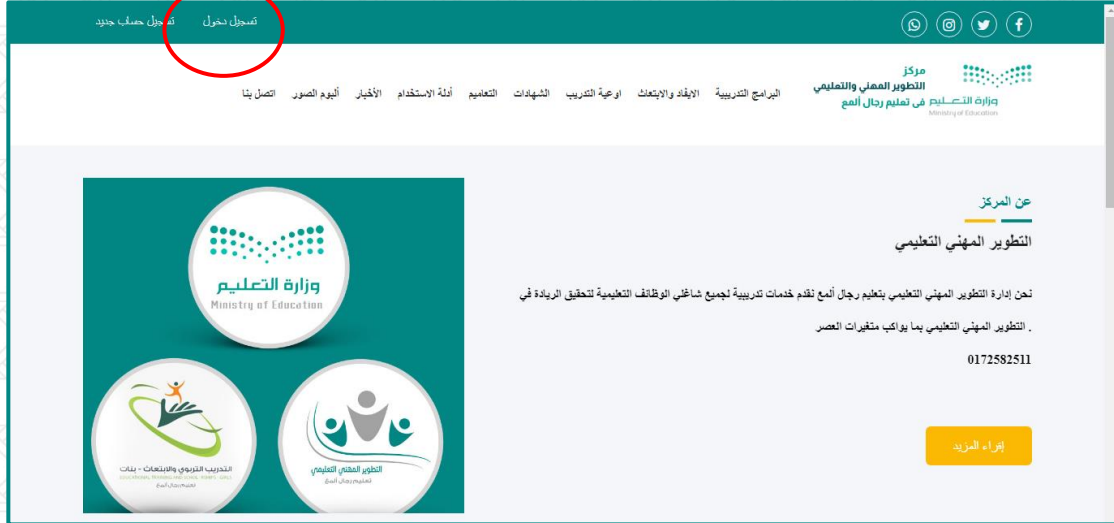 تسجيل دخول
تسجيل حساب جديد
مركز
التطوير المهني والتعليمي
وزارة التعليم في تعليم رجال ألمع
Ministry of Education
البرامج التدريبية
الايفاد والابتعاث
اوعية التدريب
الشهادات
التعاميم
أدلة الاستخدام
الأخبار
ألبوم الصور
اتصل بنا
عن المركز
التطوير المهني التعليمي
نحن إدارة التطوير المهني التعليمي بتعليم رجال ألمع نقدم خدمات تدريبية لجميع شاغلي الوظائف التعليمية لتحقيق الريادة في
. التطوير المهني التعليمي بما يواكب متغيرات العصر
0172582511
إقراء المزيد
وزارة التعليم
Ministry of Education
التطوير المهني التعليمي
تعليم رجال ألمع
التدريب التربوي والابتعاث - بنات